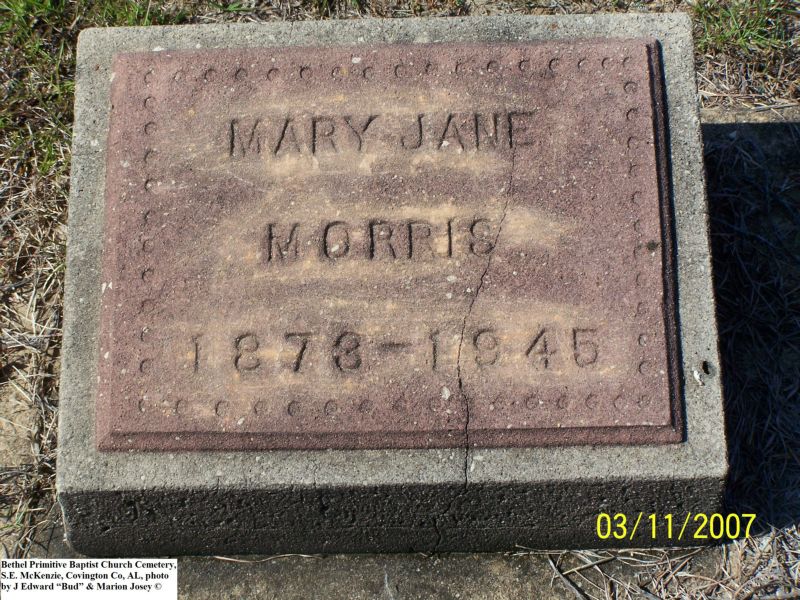 MARY JANE
MORRIS
1873-1945
03/11/2007
Bethel Primitive Baptist Church Cemetery,
S.E. McKenzie, Covington Co, AL, photo
by J Edward “Bud” & Marion Josey ©